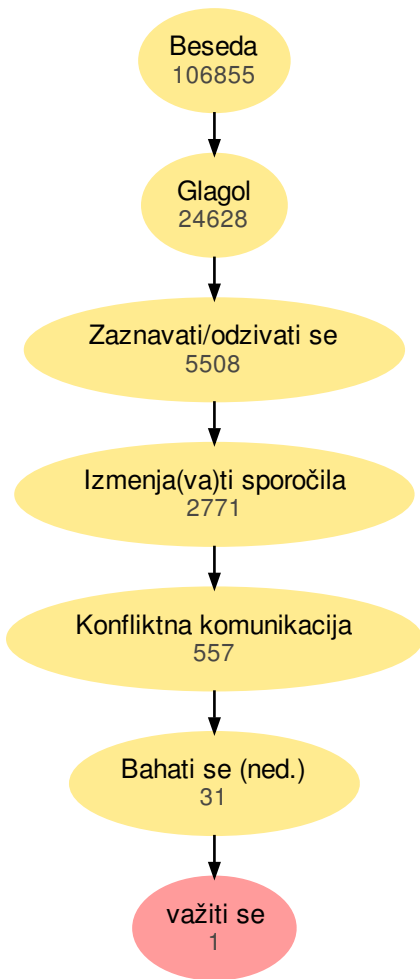 Beseda
106855
Glagol
24628
Zaznavati/odzivati se
5508
Izmenja(va)ti sporočila
2771
Konfliktna komunikacija
557
Bahati se (ned.)
31
važiti se
1